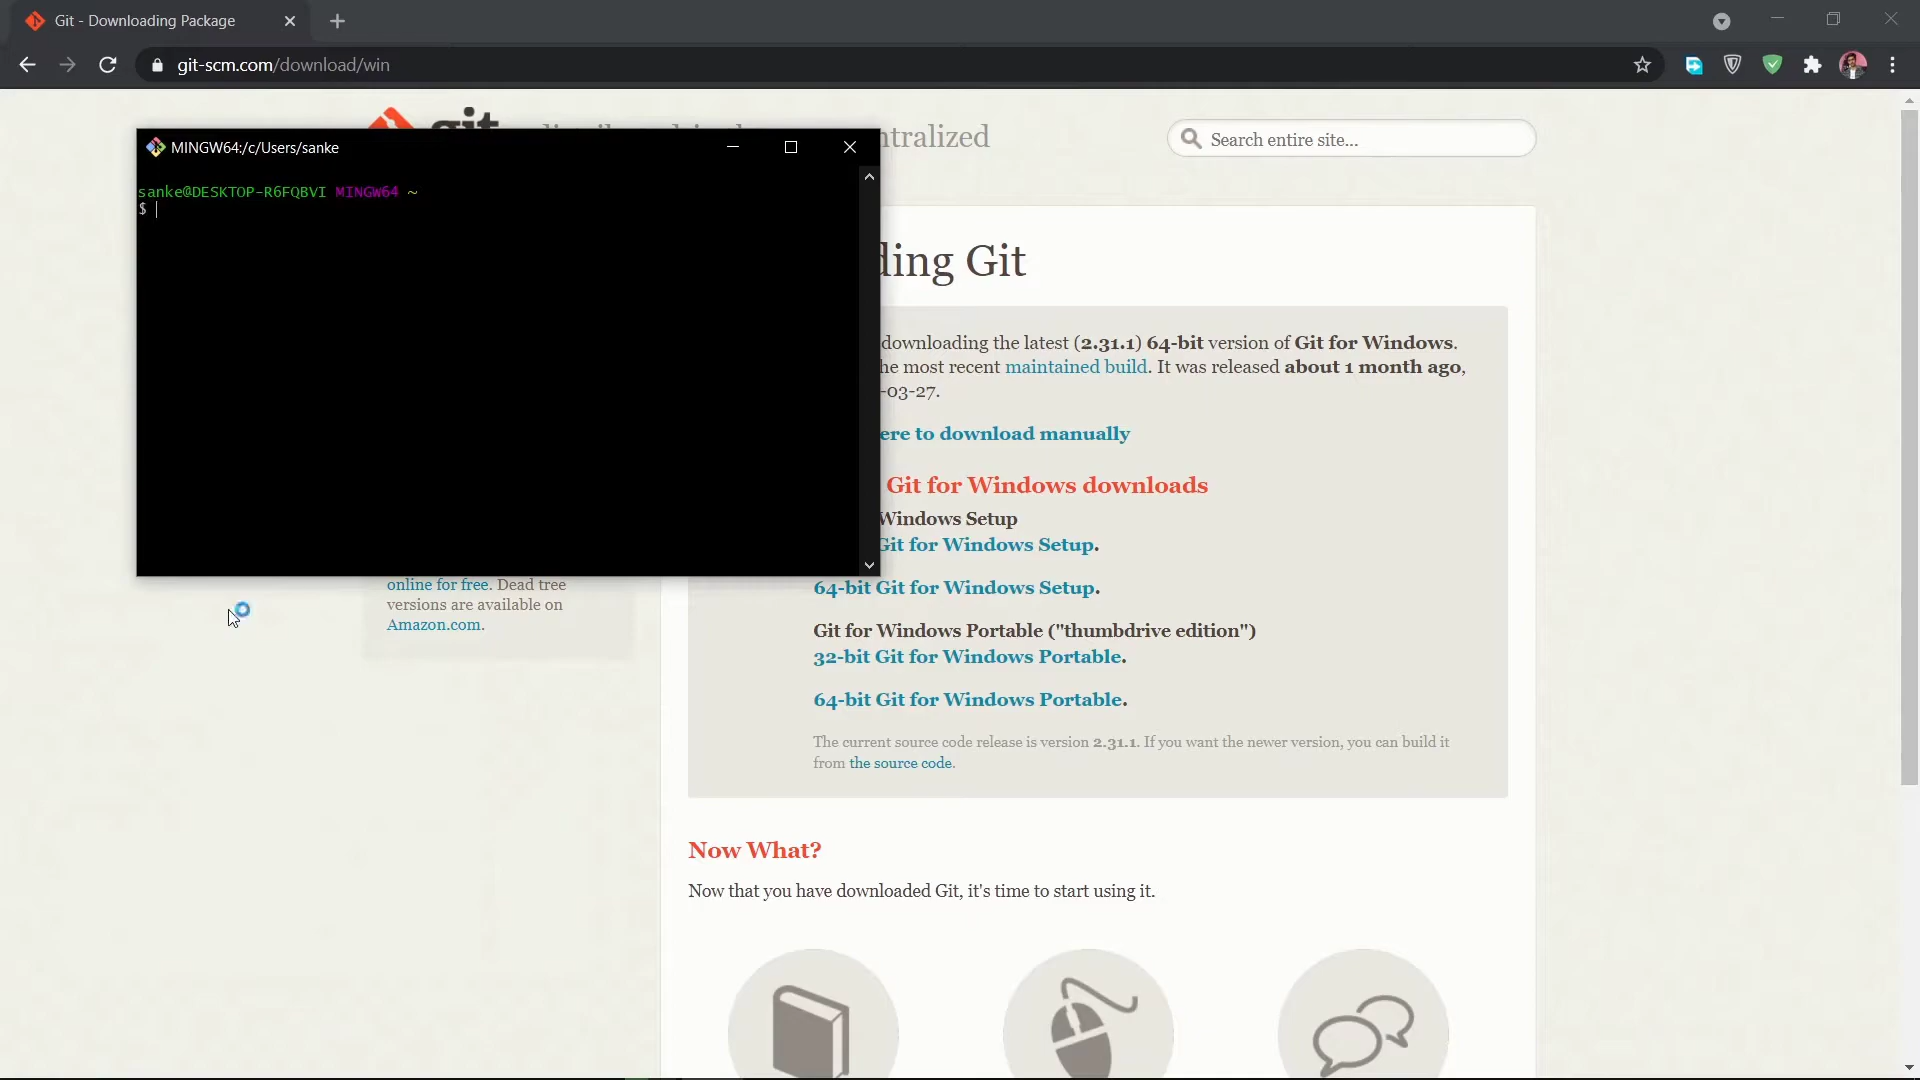 Git - Downloading Package
git-scm.com/download/win
git
ntralized
Search entire site...
MINGW64:/c/Users/sanke
sanke@DESKTOP-R6FQBVI MINGW64 ~
$
ding Git
downloading the latest (2.31.1) 64-bit version of Git for Windows.
he most recent maintained build. It was released about 1 month ago,
-03-27.
ere to download manually
Git for Windows downloads
Windows Setup
Git for Windows Setup.
64-bit Git for Windows Setup.
Git for Windows Portable ("thumbdrive edition")
32-bit Git for Windows Portable.
64-bit Git for Windows Portable.
The current source code release is version 2.31.1. If you want the newer version, you can build it
from the source code.
online for free. Dead tree
versions are available on
Amazon.com.
Now What?
Now that you have downloaded Git, it's time to start using it.